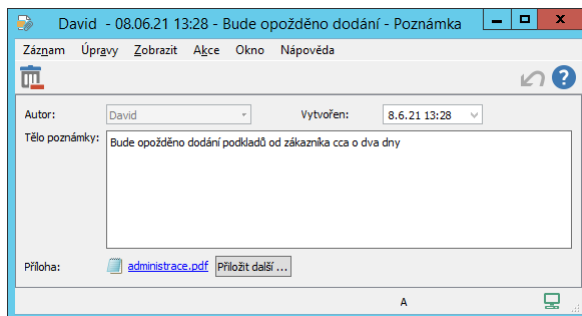 David - 08.06.21 13:28 - Bude opožděno dodání - Poznámka
Záznam Úpravy Zobrazit Akce Okno Nápověda
Autor: David Vytvořen: 8.6.21 13:28
Tělo poznámky: Bude opožděno dodání podkladů od zákazníka cca o dva dny
Příloha: administrace.pdf Přiložit další ...
A